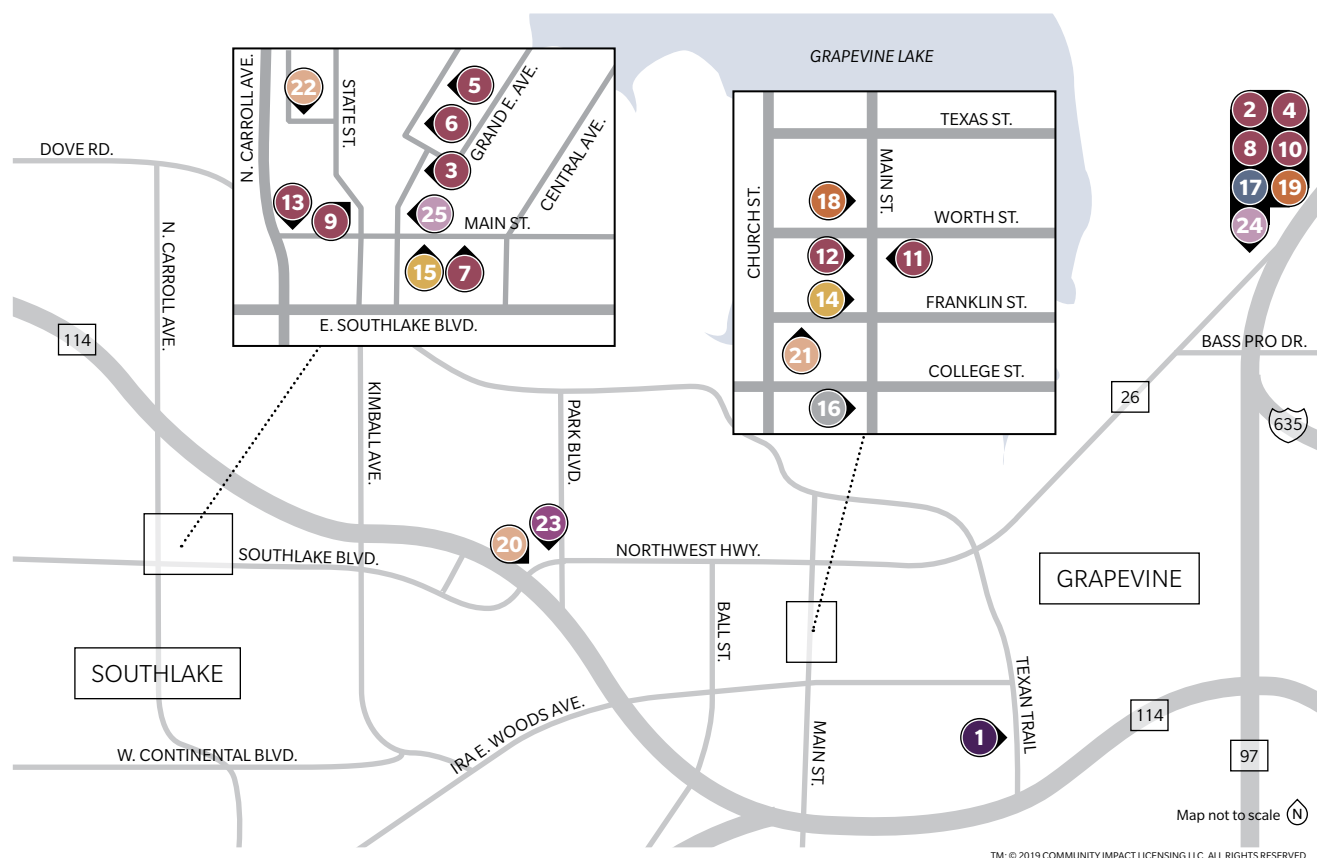 GRAPEVINE LAKE
N. CARROLL AVE.
22
STATE ST.
5
6
GRAND E. AVE.
3
CENTRAL AVE.
13
9
25
MAIN ST.
15
7
E. SOUTHLAKE BLVD.
TEXAS ST.
MAIN ST.
CHURCH ST.
18
WORTH ST.
12
11
14
FRANKLIN ST.
21
COLLEGE ST.
16
2
4
8
10
17
19
24
DOVE RD.
N. CARROLL AVE.
114
KIMBALL AVE.
PARK BLVD.
BASS PRO DR.
26
635
20
23
SOUTHLAKE BLVD.
NORTHWEST HWY.
GRAPEVINE
SOUTHLAKE
BALL ST.
TEXAN TRAIL
IRA E. WOODS AVE.
MAIN ST.
1
114
W. CONTINENTAL BLVD.
97
Map not to scale N
TM; © 2019 COMMUNITY IMPACT LICENSING LLC. ALL RIGHTS RESERVED.